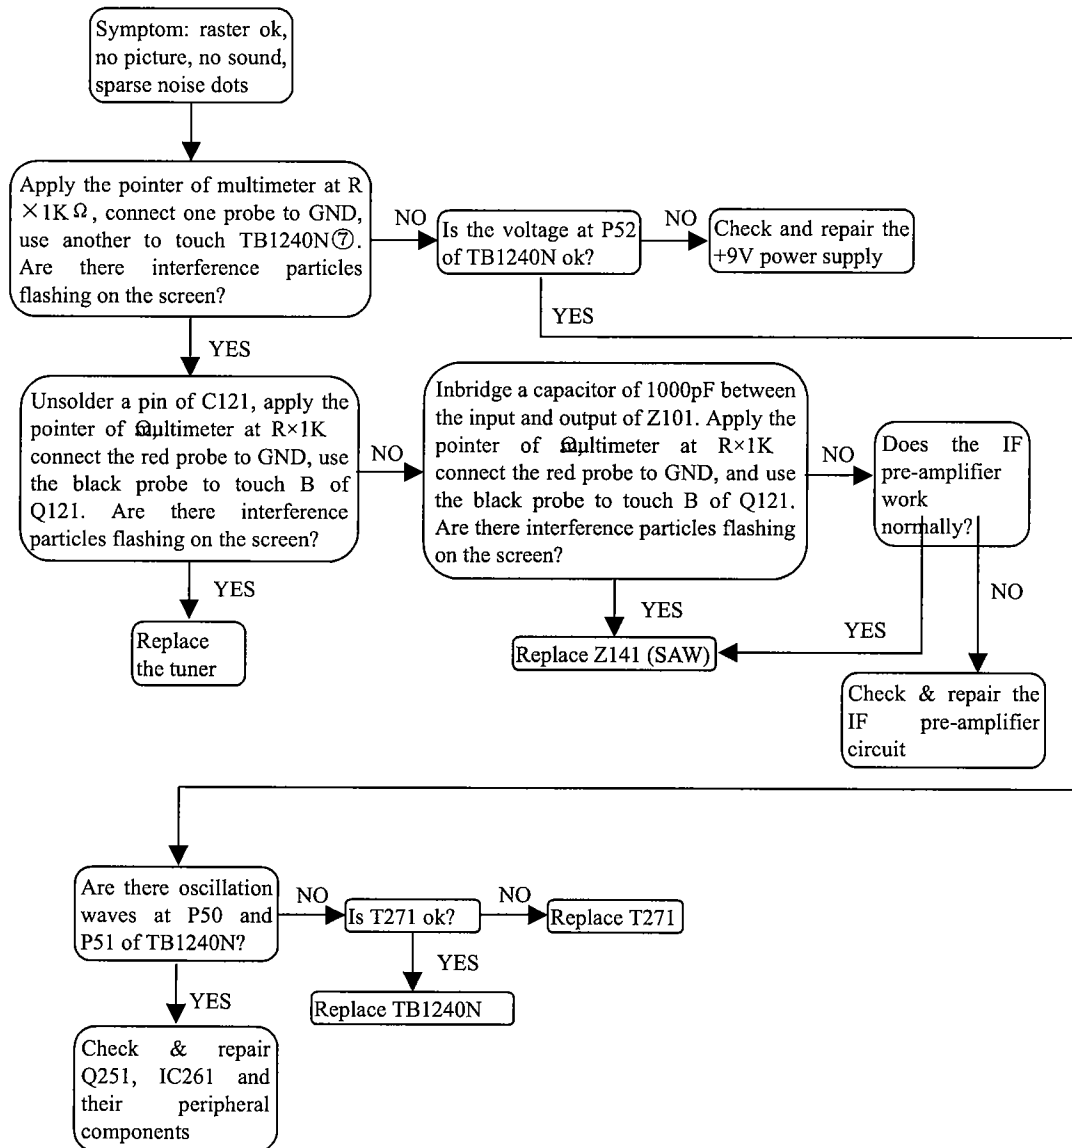 Symptom: raster ok,
no picture, no sound,
sparse noise dots
Apply the pointer of multimeter at R
×1KΩ, connect one probe to GND,
use another to touch TB1240N⑦.
Are there interference particles
flashing on the screen?
NO
Is the voltage at P52
of TB1240N ok?
NO
Check and repair the
+9V power supply
YES
YES
Unsolder a pin of C121, apply the
pointer of multimeter at R×1K
Ω,
connect the red probe to GND, use
the black probe to touch B of
Q121. Are there interference
particles flashing on the screen?
NO
Inbridge a capacitor of 1000pF between
the input and output of Z101. Apply the
pointer of multimeter at R×1K
Ω,
connect the red probe to GND, and use
the black probe to touch B of Q121.
Are there interference particles flashing
on the screen?
NO
Does the IF
pre-amplifier
work
normally?
YES
Replace
the tuner
YES
Replace Z141 (SAW)
YES
NO
Check & repair the
IF pre-amplifier
circuit
Are there oscillation
waves at P50 and
P51 of TB1240N?
NO
Is T271 ok?
NO
Replace T271
YES
Replace TB1240N
YES
Check & repair
Q251, IC261 and
their peripheral
components